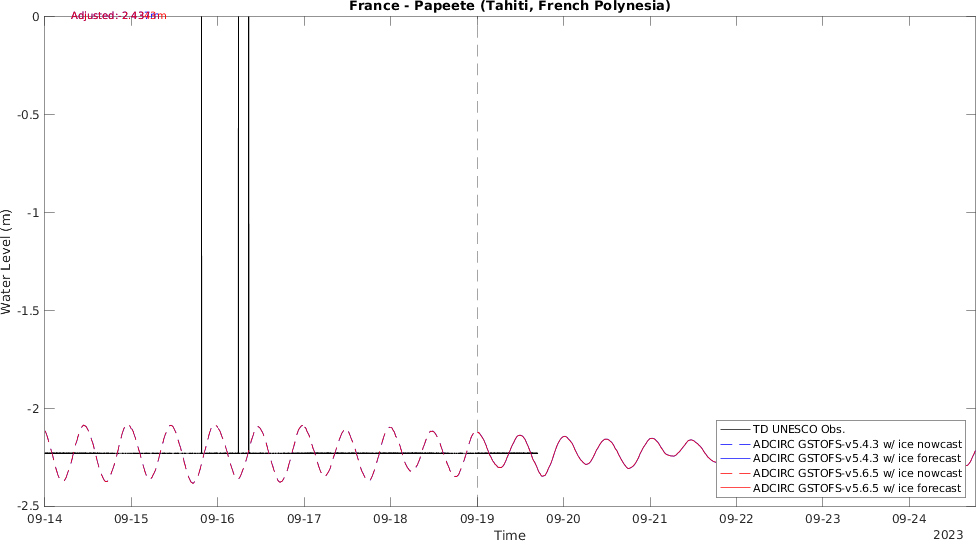 France - Papeete (Tahiti, French Polynesia)
Adjusted:
0
-0.5
-1
-1.5
-2
-2.5
Water Level (m)
09-14 09-15 09-16 09-17 09-18 09-19 09-20 09-21 09-22 09-23 09-24
Time
2023
TD UNESCO Obs.
ADCIRC GSTOFS-v5.4.3 w/ ice nowcast
ADCIRC GSTOFS-v5.4.3 w/ ice forecast
ADCIRC GSTOFS-v5.6.5 w/ ice nowcast
ADCIRC GSTOFS-v5.6.5 w/ ice forecast